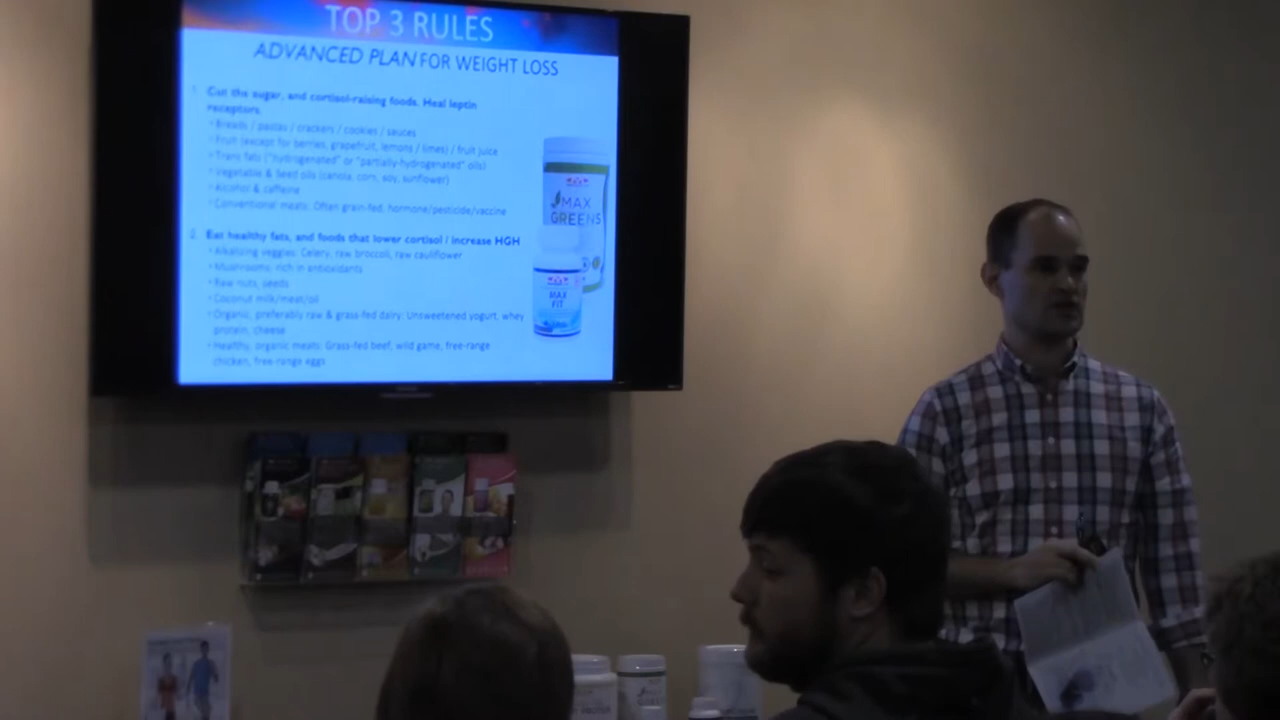 TOP 3 RULES
ADVANCED PLAN FOR WEIGHT LOSS
1. Cut the sugar, and cortisol-raising foods. Heal leptin
receptors.
• Breads / pastas / crackers / cookies / sauces
• Fruit (except for berries, grapefruit, lemons / limes) / fruit juice
• Trans fats ("hydrogenated" or "partially-hydrogenated" oils)
• Vegetable & Seed oils (canola, corn, soy, sunflower)
• Alcohol & caffeine
• Conventional meats: Often grain-fed, hormone/pesticide/vaccine
2. Eat healthy fats, and foods that lower cortisol / increase HGH
• Alkalizing veggies: Celery, raw broccoli, raw cauliflower
• Mushrooms: rich in antioxidants
• Raw nuts, seeds
• Coconut milk/meat/oil
• Organic, preferably raw & grass-fed dairy: Unsweetened yogurt, whey
protein, cheese
• Healthy, organic meats: Grass-fed beef, wild game, free-range
chicken, free-range eggs
MAX
GREENS
MAX
FIT